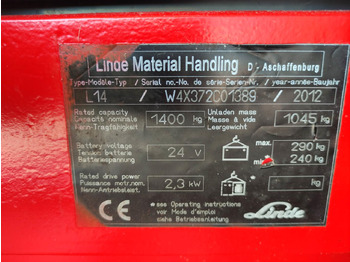 Linde Material Handling D-Aschaffenburg
Type-Modèle-Typ / Serial no.-No. de série-Serien-Nr. / year-année-Baujahr
L14 / W4X372C01389 / 2012
Rated capacity
Capacité nominale 1400 kg
Nenn-Tragfähigkeit
Unladen mass
Masse à vide 1045 kg
Leergewicht
Battery voltage
Tension batterie 24 V
Batteriespannung
max. 290 kg
min. 240 kg
Rated drive power
Puissance motr.nom. 2,3 kW
Nenn-Antriebsleist.
kg
CE
* see Operating instructions
voir Mode d'emploi
siehe Betriebsanleitung
Linde